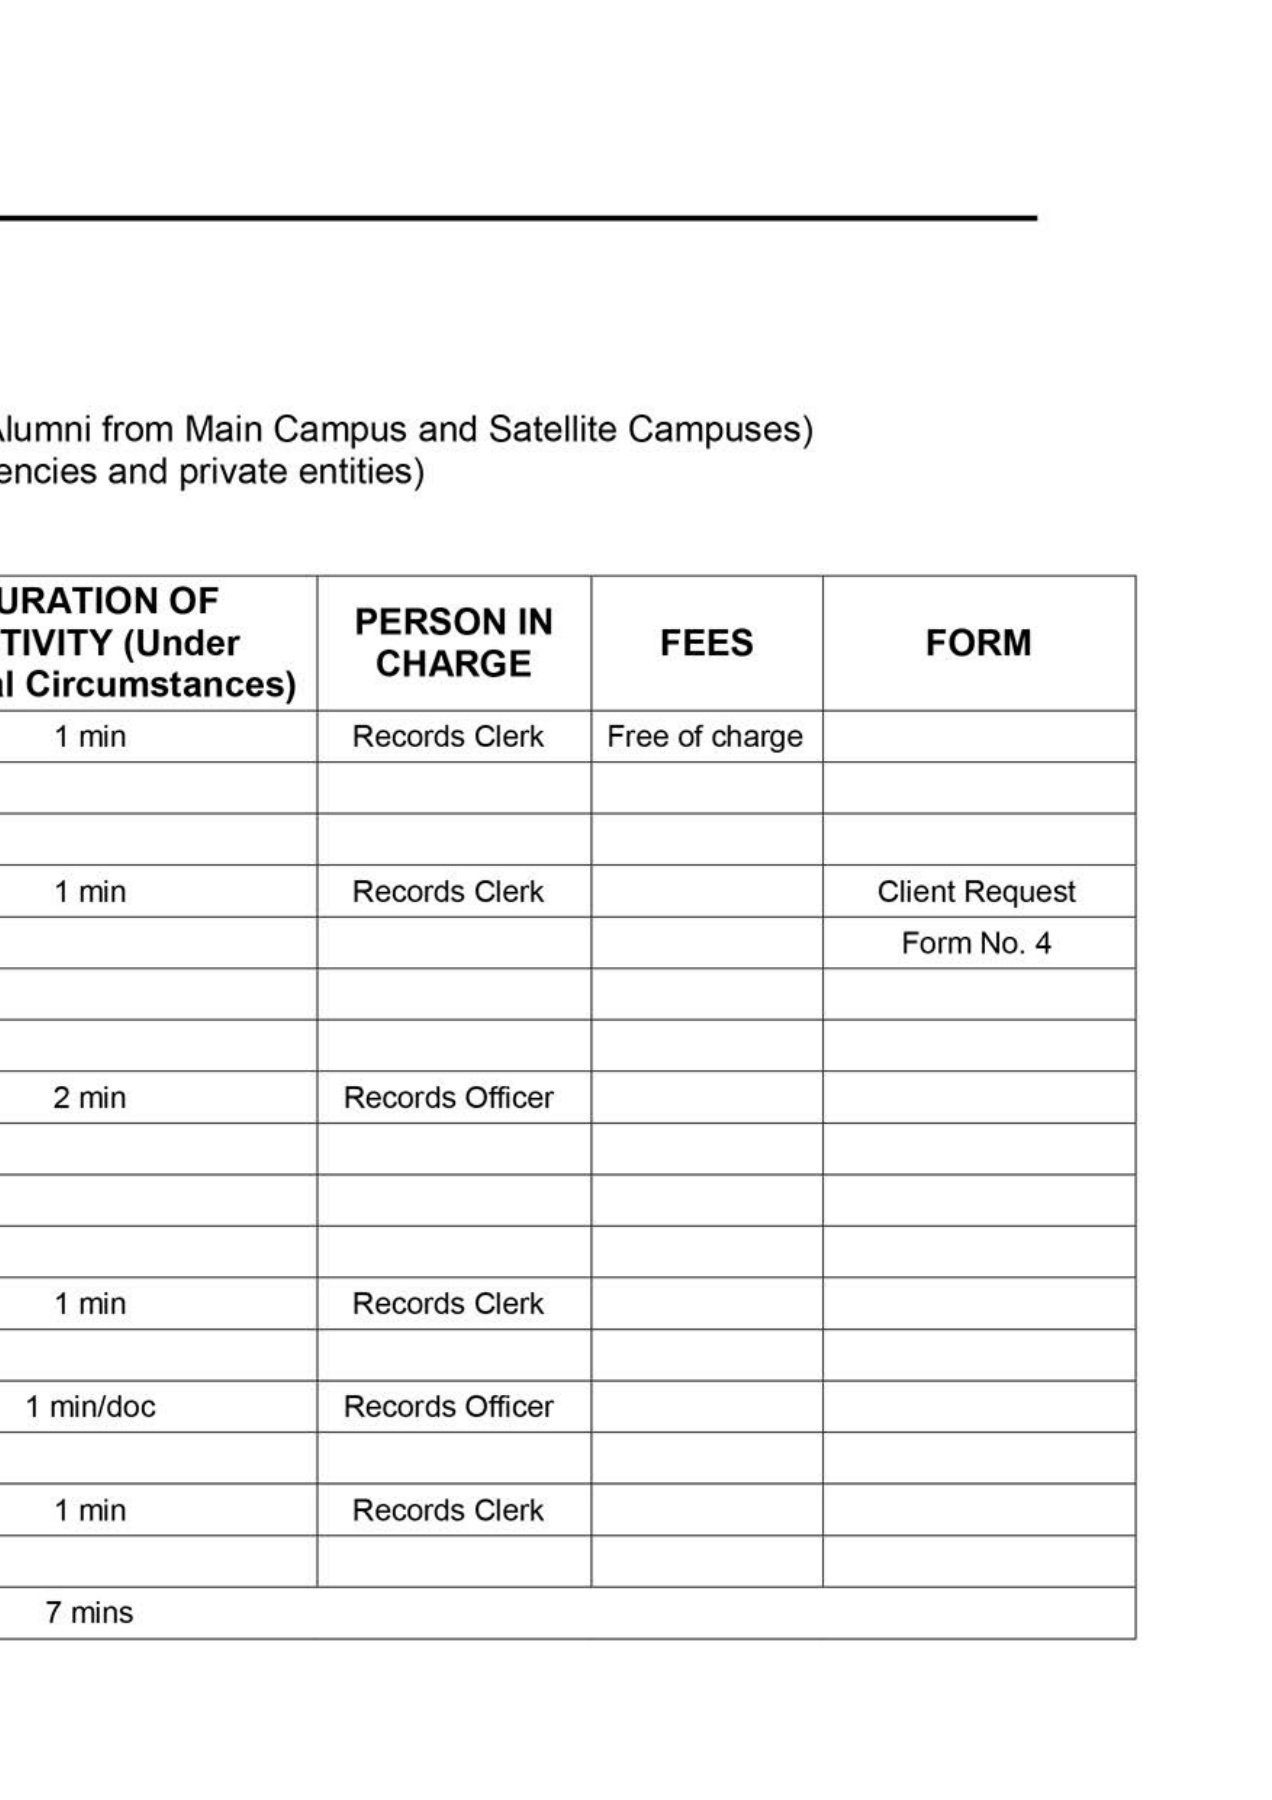 Alumni from Main Campus and Satellite Campuses)
encies and private entities)
URATION OF
TIVITY (Under
al Circumstances)
PERSON IN
CHARGE
FEES
FORM
1 min Records Clerk Free of charge
1 min Records Clerk Client Request
Form No. 4
2 min Records Officer
1 min Records Clerk
1 min/doc Records Officer
1 min Records Clerk
7 mins